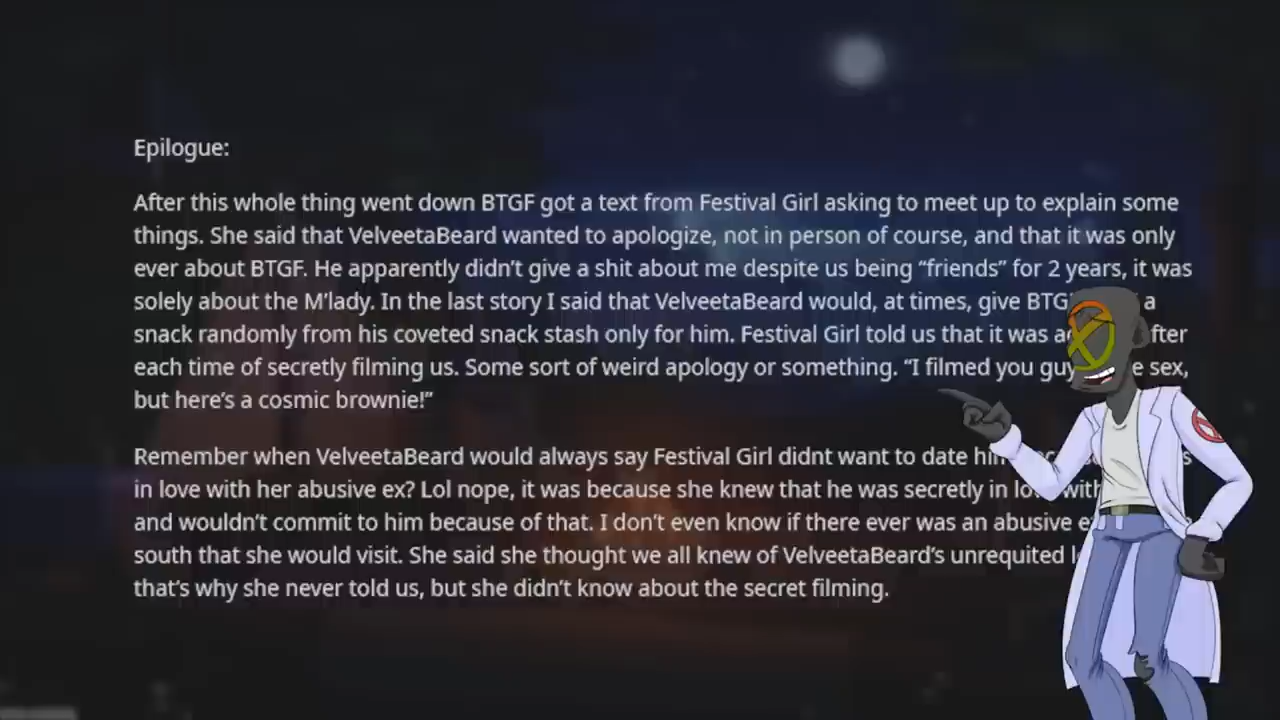 Epilogue:
After this whole thing went down BTGF got a text from Festival Girl asking to meet up to explain some
things. She said that VelveetaBeard wanted to apologize, not in person of course, and that it was only
ever about BTGF. He apparently didn't give a shit about me despite us being “friends” for 2 years, it was
solely about the M'lady. In the last story I said that VelveetaBeard would, at times, give a
snack randomly from his coveted snack stash only for him. Festival Girl told us that it was
each time of secretly filming us. Some sort of weird apology or something. “I filmed you sex,
but here's a cosmic brownie!”
Remember when VelveetaBeard would always say Festival Girl didnt want to date
in love with her abusive ex? Lol nope, it was because she knew that he was secretly in with
and wouldn't commit to him because of that. I don't even know if there ever was an abusive
south that she would visit. She said she thought we all knew of VelveetaBeard's unrequited
that's why she never told us, but she didn't know about the secret filming.